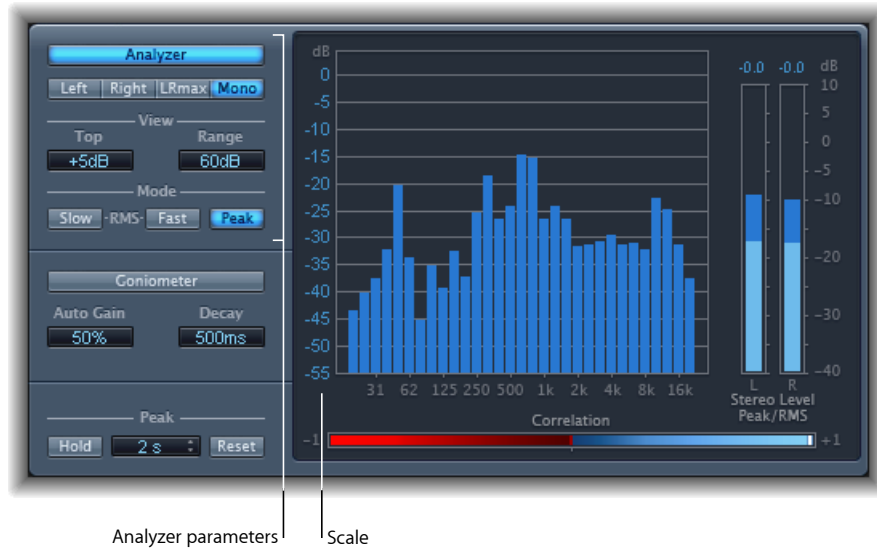 Analyzer
Left Right LRmax Mono
View
Top Range
+5dB 60dB
Mode
Slow -RMS- Fast Peak
Goniometer
Auto Gain Decay
50% 500ms
Peak
Hold 2 s Reset
dB
0
-5
-10
-15
-20
-25
-30
-35
-40
-45
-50
-55
31 62 125 250 500 1k 2k 4k 8k 16k
-0.0 -0.0 dB
10
5
0
-5
-10
-20
-30
-40
L R
Stereo Level
Peak/RMS
Correlation
-1 +1
Analyzer parameters Scale